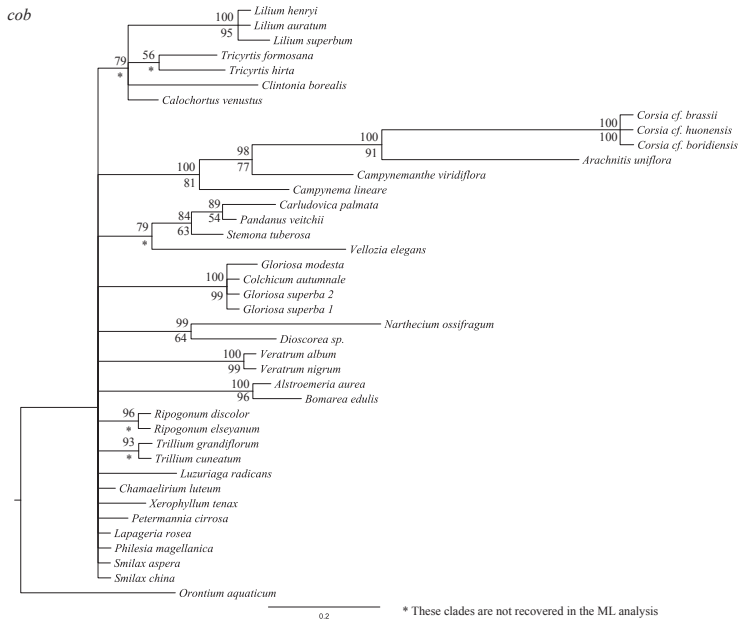 cob
Lilium henryi
100
Lilium auratum
95
Lilium superbum
Tricyrtis formosana
79
56
*
*
Tricyrtis hirta
Clintonia borealis
Calochortus venustus
Corsia cf. brassii
100
Corsia cf. huonensis
100
100
Corsia cf. boridiensis
98
91
Arachnitis uniflora
100
77
Campynemanthe viridiflora
81
Campynema lineare
89
Carludovica palmata
84
54
Pandanus veitchii
79
63
Stemona tuberosa
*
Vellozia elegans
Gloriosa modesta
100
Colchicum autumnale
99
Gloriosa superba 2
Gloriosa superba 1
99
Narthecium ossifragum
64
Dioscorea sp.
100
Veratrum album
99
Veratrum nigrum
100
Alstroemeria aurea
96
Bomarea edulis
96
Ripogonum discolor
*
Ripogonum elseyanum
93
Trillium grandiflorum
*
Trillium cuneatum
Luzuriaga radicans
Chamaelirium luteum
Xerophyllum tenax
Petermannia cirrosa
Lapageria rosea
Philesia magellanica
Smilax aspera
Smilax china
Orontium aquaticum
0.2
* These clades are not recovered in the ML analysis